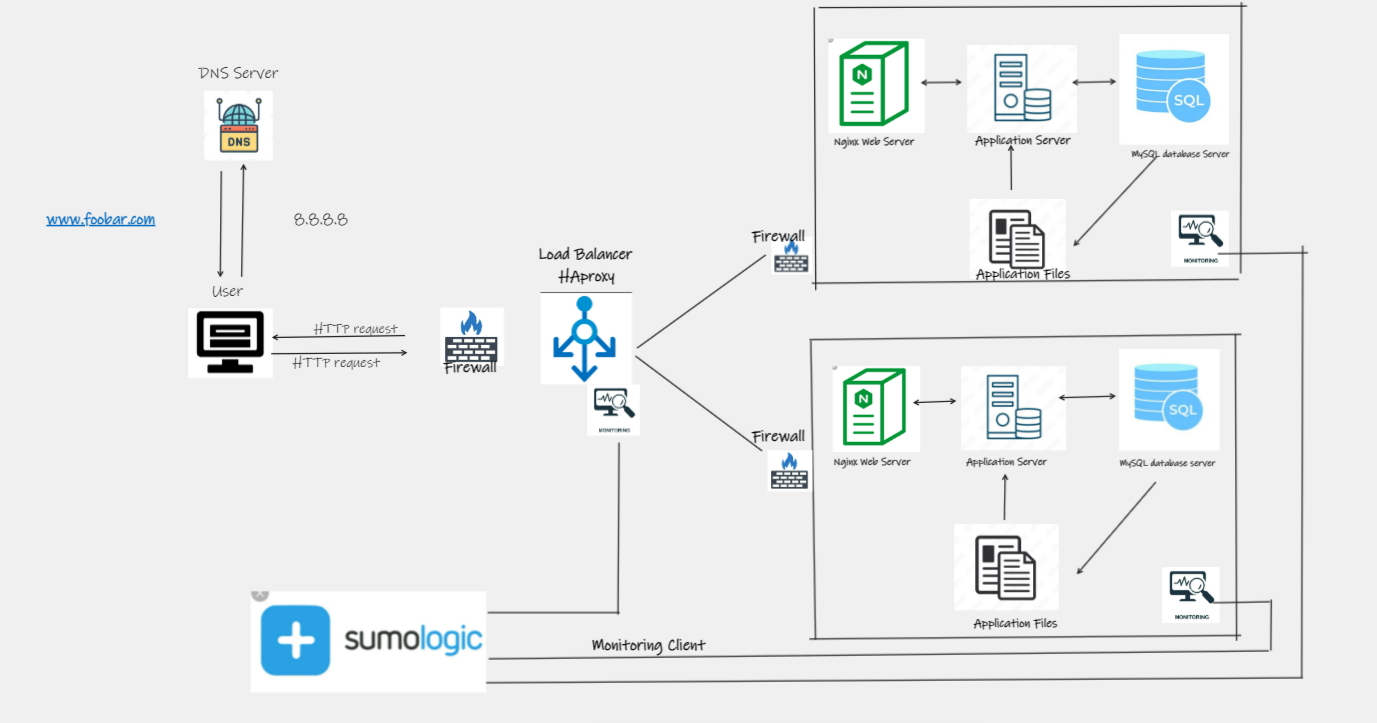 DNS Server
DNS
www.foobar.com
8.8.8.8
User
HTTP request
HTTP request
Firewall
Load Balancer
HAproxy
MONITORING
Firewall
Firewall
N
Nginx Web Server
Application Server
SQL
MySQL database Server
Application Files
MONITORING
N
Nginx Web Server
Application Server
SQL
MySQL database server
Application Files
MONITORING
sumologic
Monitoring Client